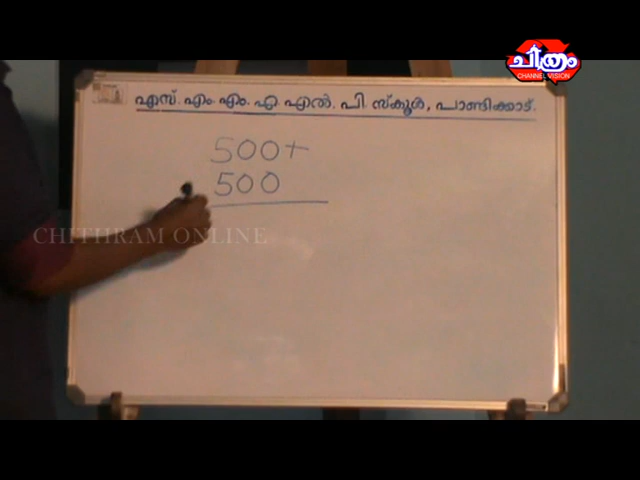 ചിത്രം
CHANNEL VISION
എസ്. എം. എം. എ എൽ. പി. സ്കൂൾ, പാണ്ടിക്കാട്.
500+
500
CHITHRAM ONLINE